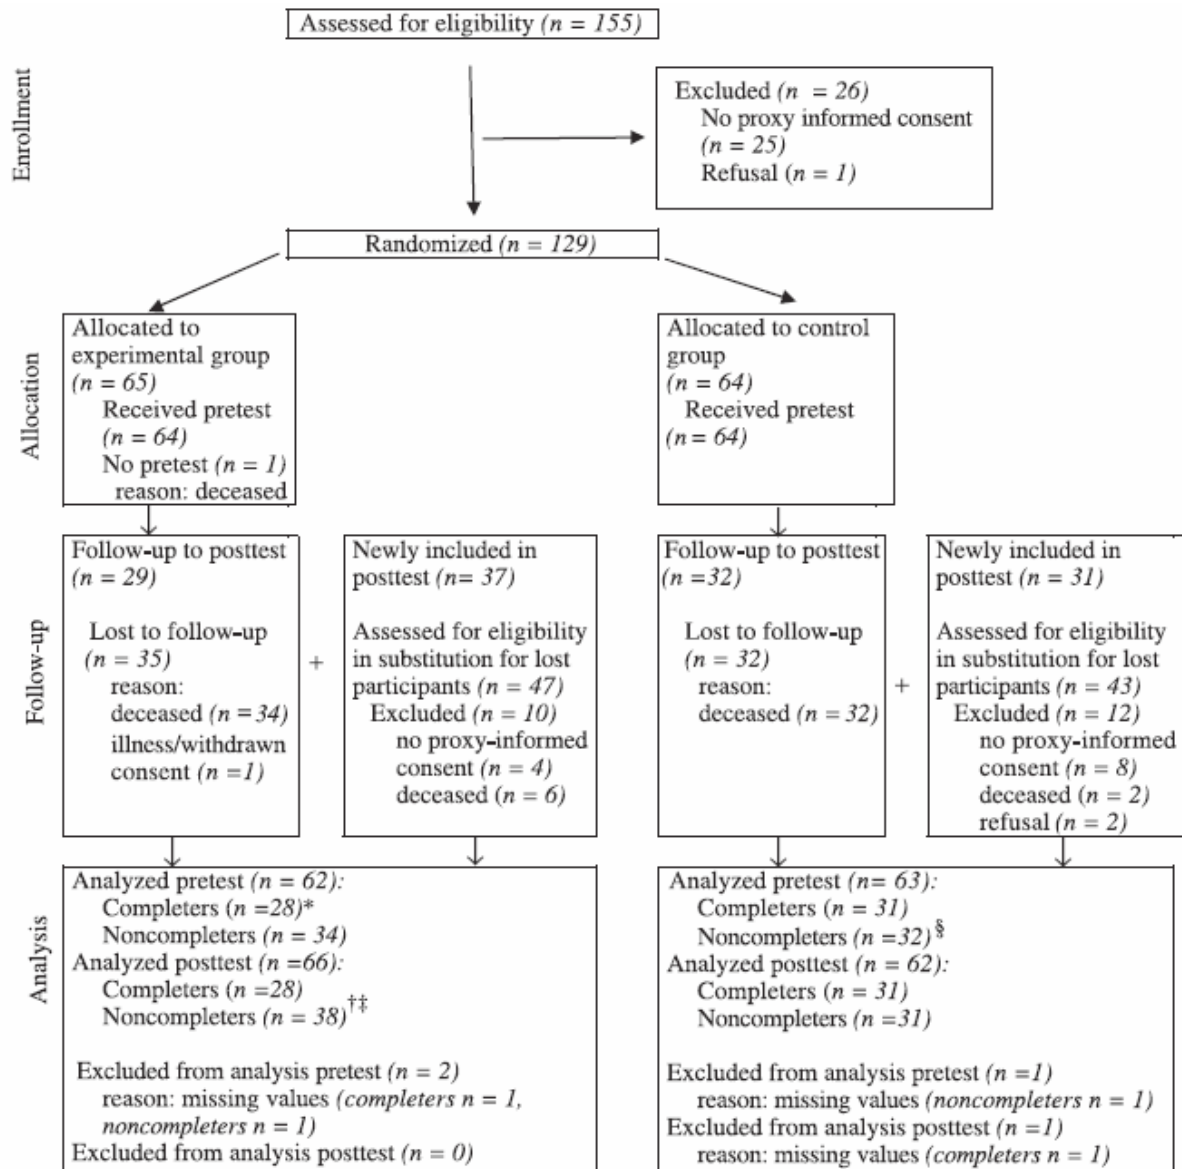 Assessed for eligibility (n = 155)
Enrollment
Excluded (n = 26)
No proxy informed consent
(n = 25)
Refusal (n = 1)
Randomized (n = 129)
Allocation
Allocated to
experimental group
(n = 65)
Received pretest
(n = 64)
No pretest (n = 1)
reason: deceased
Allocated to control
group
(n = 64)
Received pretest
(n = 64)
Follow-up
Follow-up to posttest
(n = 29)
Lost to follow-up
(n = 35)
reason:
deceased (n =34)
illness/withdrawn
consent (n =1)
+
Newly included in
posttest (n= 37)
Assessed for eligibility
in substitution for lost
participants (n = 47)
Excluded (n = 10)
no proxy-informed
consent (n = 4)
deceased (n = 6)
Follow-up to posttest
(n =32)
Lost to follow-up
(n = 32)
reason:
deceased (n = 32)
+
Newly included in
posttest (n = 31)
Assessed for eligibility
in substitution for lost
participants (n = 43)
Excluded (n = 12)
no proxy-informed
consent (n = 8)
deceased (n = 2)
refusal (n = 2)
Analysis
Analyzed pretest (n = 62):
Completers (n =28)*
Noncompleters (n = 34)
Analyzed posttest (n =66):
Completers (n =28)
Noncompleters (n = 38)†‡
Excluded from analysis pretest (n = 2)
reason: missing values (completers n = 1,
noncompleters n = 1)
Excluded from analysis posttest (n = 0)
Analyzed pretest (n= 63):
Completers (n = 31)
Noncompleters (n =32)§
Analyzed posttest (n = 62):
Completers (n = 31)
Noncompleters (n =31)
Excluded from analysis pretest (n =1)
reason: missing values (noncompleters n = 1)
Excluded from analysis posttest (n =1)
reason: missing values (completers n = 1)